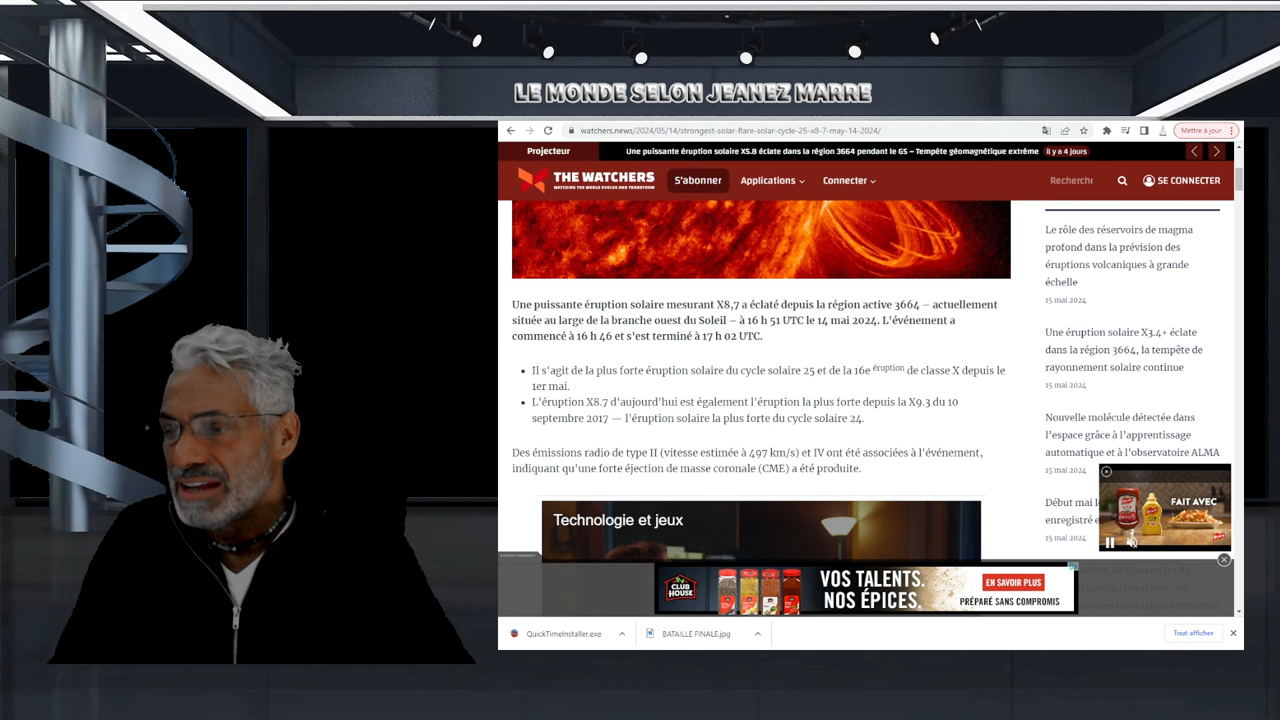 LE MONDE SELON JEANEZ MARRE
watchers.news/2024/05/14/strongest-solar-flare-solar-cycle-25-x8-7-may-14-2024/
Mettre à jour
Projecteur
Une puissante éruption solaire X5.8 éclate dans la région 3664 pendant le G5 – Tempête géomagnétique extrême
il y a 4 jours
THE WATCHERS
WATCHING THE WORLD EVOLVE AND TRANSFORM
S'abonner
Applications
Connecter
Recherche
SE CONNECTER
Une puissante éruption solaire mesurant X8,7 a éclaté depuis la région active 3664 – actuellement
située au large de la branche ouest du Soleil – à 16 h 51 UTC le 14 mai 2024. L'événement a
commencé à 16 h 46 et s'est terminé à 17 h 02 UTC.
• Il s'agit de la plus forte éruption solaire du cycle solaire 25 et de la 16e éruption de classe X depuis le
1er mai.
• L'éruption X8.7 d'aujourd'hui est également l'éruption la plus forte depuis la X9.3 du 10
septembre 2017 — l'éruption solaire la plus forte du cycle solaire 24.
Des émissions radio de type II (vitesse estimée à 497 km/s) et IV ont été associées à l'événement,
indiquant qu'une forte éjection de masse coronale (CME) a été produite.
Technologie et jeux
Le rôle des réservoirs de magma
profond dans la prévision des
éruptions volcaniques à grande
échelle
15 mai 2024
Une éruption solaire X3.4+ éclate
dans la région 3664, la tempête de
rayonnement solaire continue
15 mai 2024
Nouvelle molécule détectée dans
l'espace grâce à l'apprentissage
automatique et à l'observatoire ALMA
15 mai 2024
Début mai l
enregistré e
15 mai 2024
FAIT AVEC
ADVERTISEMENT
CLUB HOUSE
VOS TALENTS.
NOS ÉPICES.
EN SAVOIR PLUS
PRÉPARÉ SANS COMPROMIS
QuickTimeInstaller.exe
BATAILLE FINALE.jpg
Tout afficher